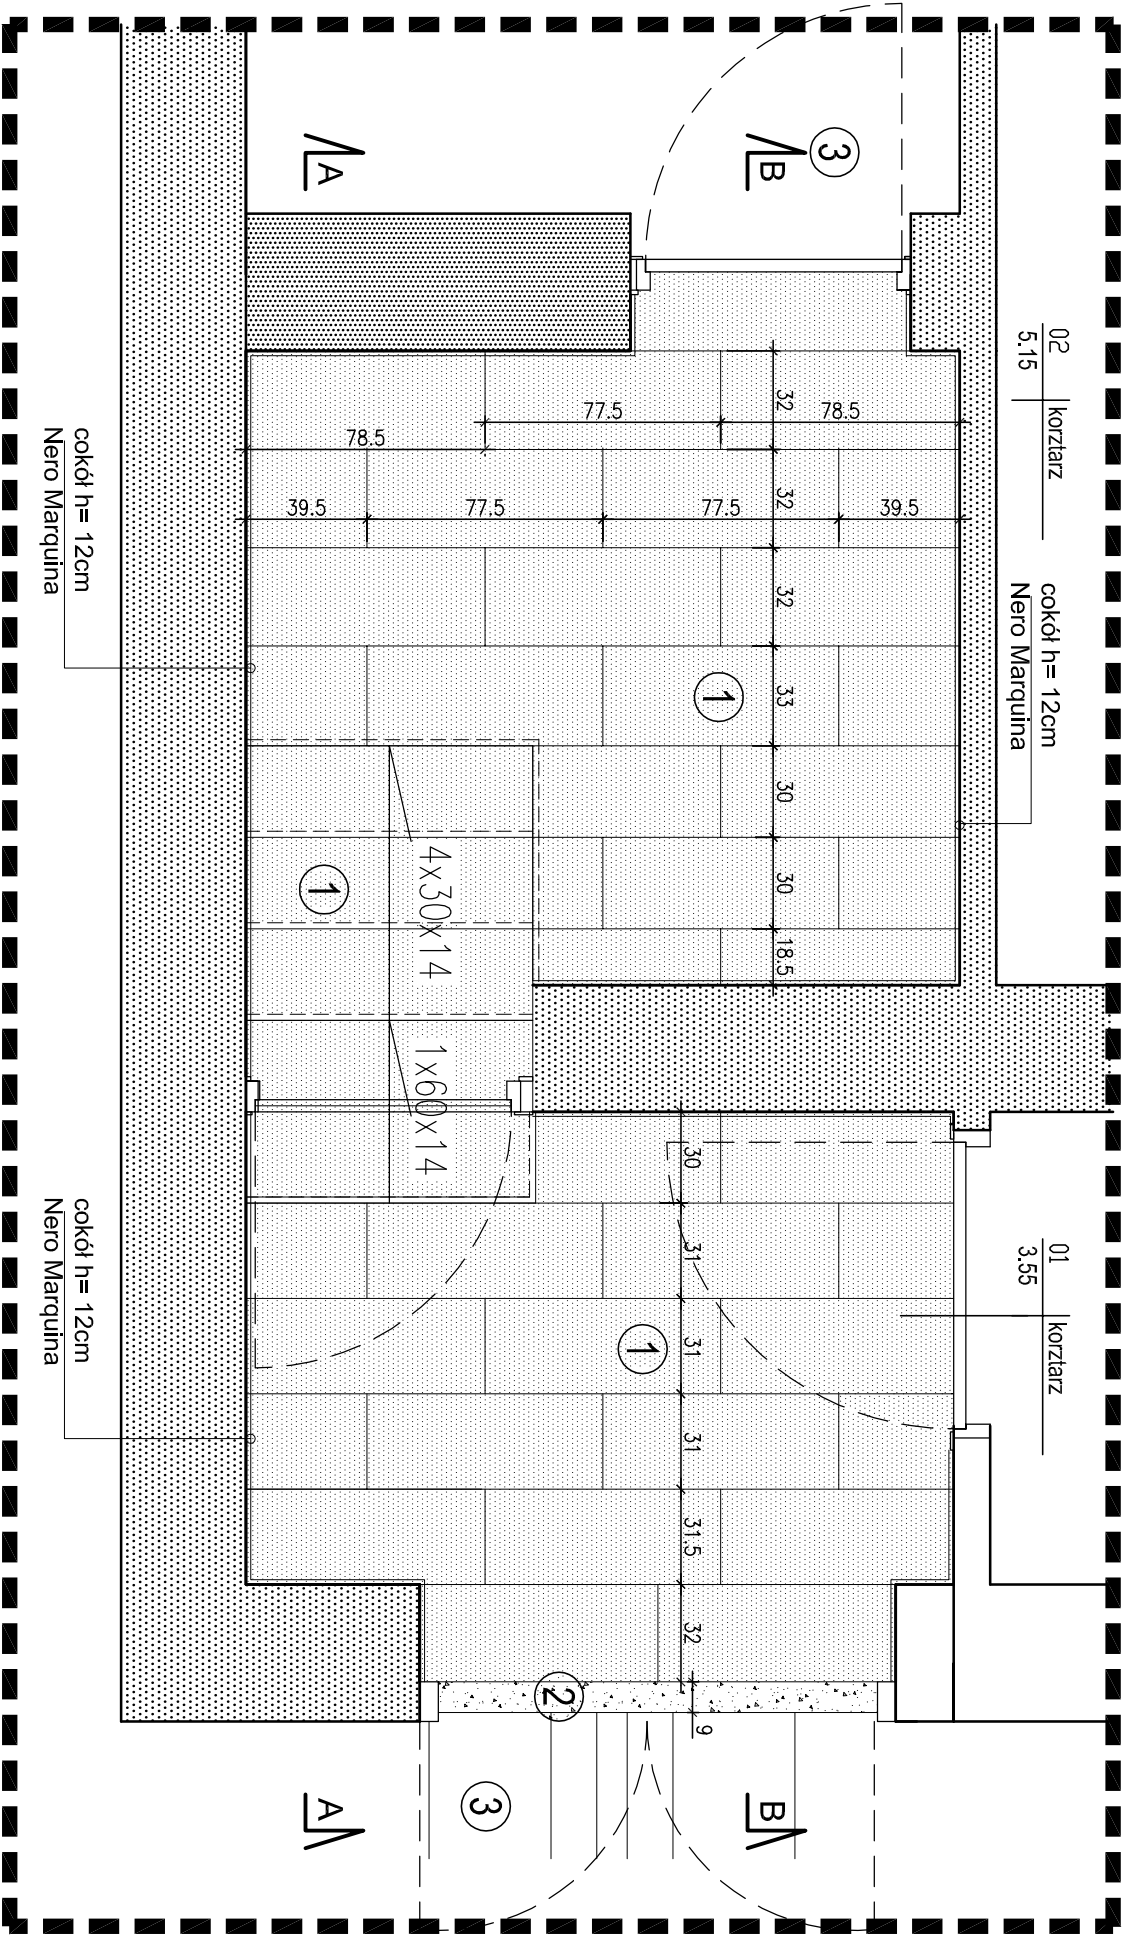 3
A
B
02
5.15
korztarz
32
77.5
78.5
78.5
32
39.5
77.5
77.5
39.5
cokół h= 12cm
Nero Marquina
cokół h= 12cm
Nero Marquina
32
33
1
30
30
18.5
1
4x30x14
1x60x14
30
31
01
3.55
korztarz
cokół h= 12cm
Nero Marquina
31
1
31
31.5
32
2
9
3
A
B